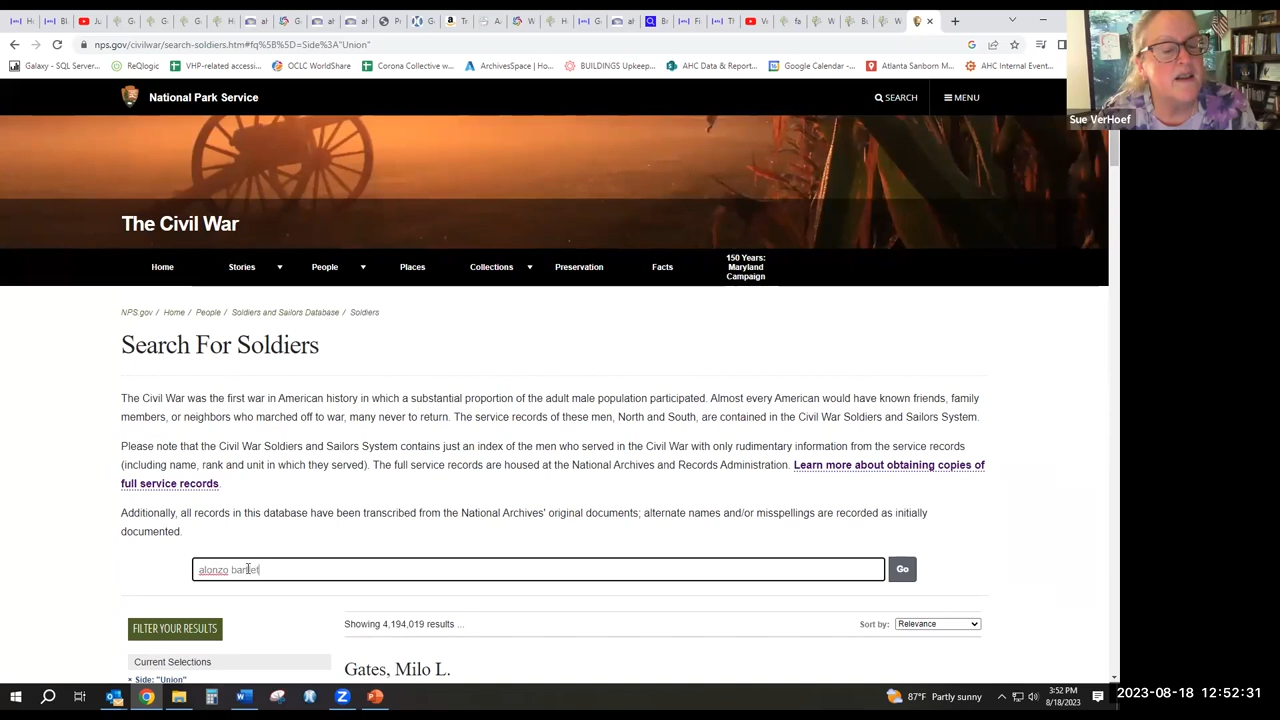 nps.gov/civilwar/search-soldiers.htm#fq%5B%5D=Side%3A"Union"
Galaxy - SQL Server...
ReQlogic
VHP-related accessi...
OCLC WorldShare
Corona Collective w...
ArchivesSpace | Ho...
BUILDINGS Upkeep...
AHC Data & Report...
Google Calendar -...
Atlanta Sanborn M...
AHC Internal Event...
Sue VerHoef
National Park Service
SEARCH
MENU
The Civil War
Home
Stories
People
Places
Collections
Preservation
Facts
150 Years:
Maryland
Campaign
NPS.gov / Home / People / Soldiers and Sailors Database / Soldiers
Search For Soldiers
The Civil War was the first war in American history in which a substantial proportion of the adult male population participated. Almost every American would have known friends, family
members, or neighbors who marched off to war, many never to return. The service records of these men, North and South, are contained in the Civil War Soldiers and Sailors System.
Please note that the Civil War Soldiers and Sailors System contains just an index of the men who served in the Civil War with only rudimentary information from the service records
(including name, rank and unit in which they served). The full service records are housed at the National Archives and Records Administration. Learn more about obtaining copies of
full service records.
Additionally, all records in this database have been transcribed from the National Archives' original documents; alternate names and/or misspellings are recorded as initially
documented.
alonzo
Go
FILTER YOUR RESULTS
Showing 4,194,019 results ...
Sort by:
Relevance
Current Selections
× Side: "Union"
Gates, Milo L.
87°F Partly sunny
3:52 PM
8/18/2023
2023-08-18 12:52:31